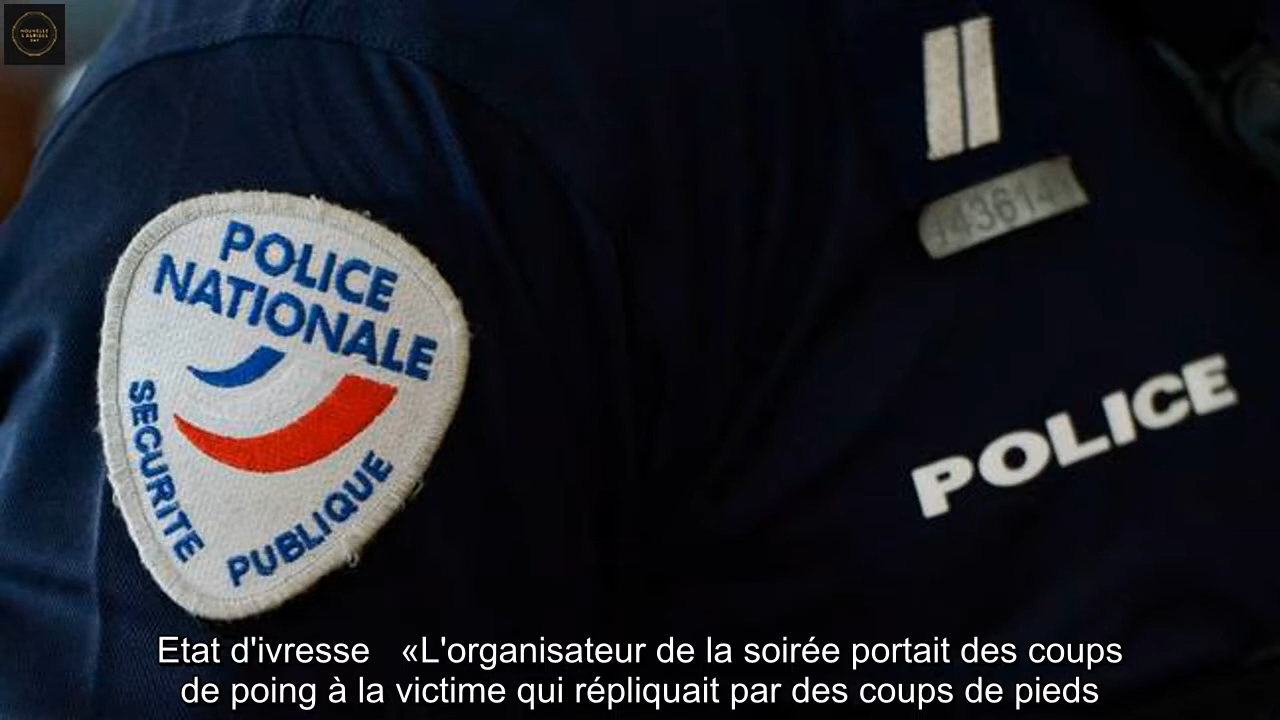 NOUVELLE
POLICE
NATIONALE
SECURITE
PUBLIQUE
POLICE
Etat d'ivresse «L'organisateur de la soirée portait des coups
de poing à la victime qui répliquait par des coups de pieds